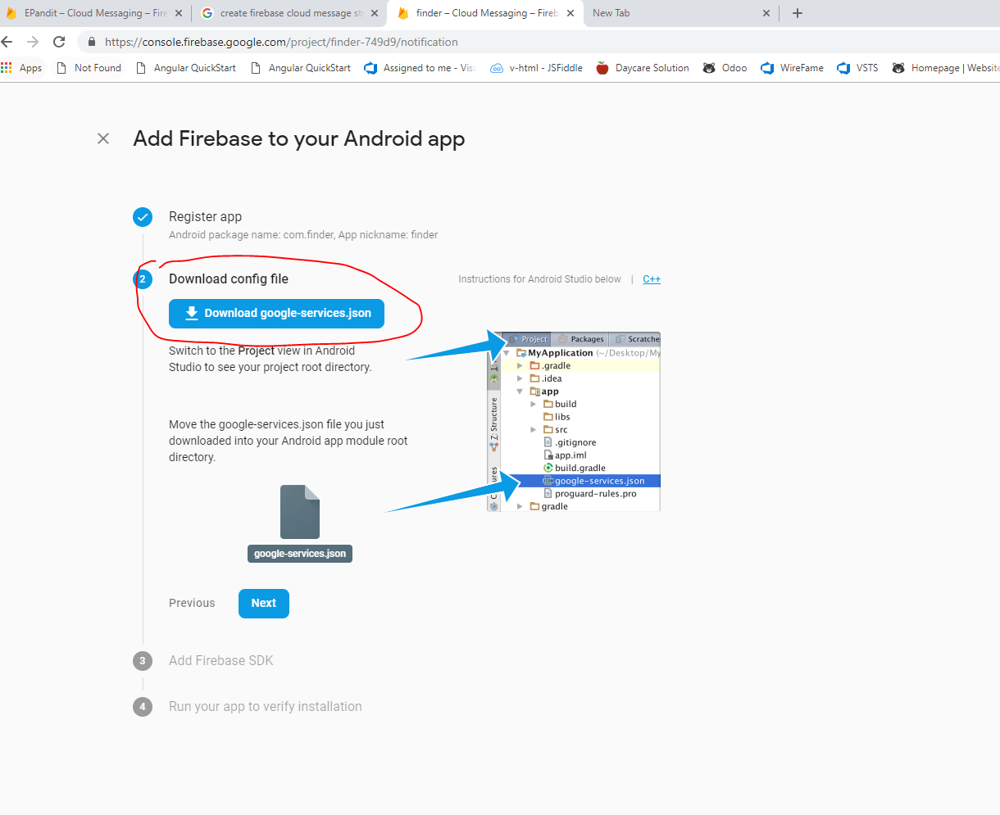 EPandit – Cloud Messaging – Fire
create firebase cloud message st
finder – Cloud Messaging – Fireb
New Tab
https://console.firebase.google.com/project/finder-749d9/notification
Apps
Not Found
Angular QuickStart
Angular QuickStart
Assigned to me - Visu
v-html - JSFiddle
Daycare Solution
Odoo
WireFame
VSTS
Homepage | Website
Add Firebase to your Android app
Register app
Android package name: com.finder, App nickname: finder
2
Download config file
Instructions for Android Studio below | C++
Download google-services.json
Switch to the Project view in Android
Studio to see your project root directory.
Move the google-services.json file you just
downloaded into your Android app module root
directory.
google-services.json
Project
Packages
Scratches
MyApplication (~/Desktop/My
.gradle
.idea
app
build
libs
src
.gitignore
app.iml
build.gradle
google-services.json
proguard-rules.pro
gradle
Z: Structure
Previous
Next
3
Add Firebase SDK
4
Run your app to verify installation